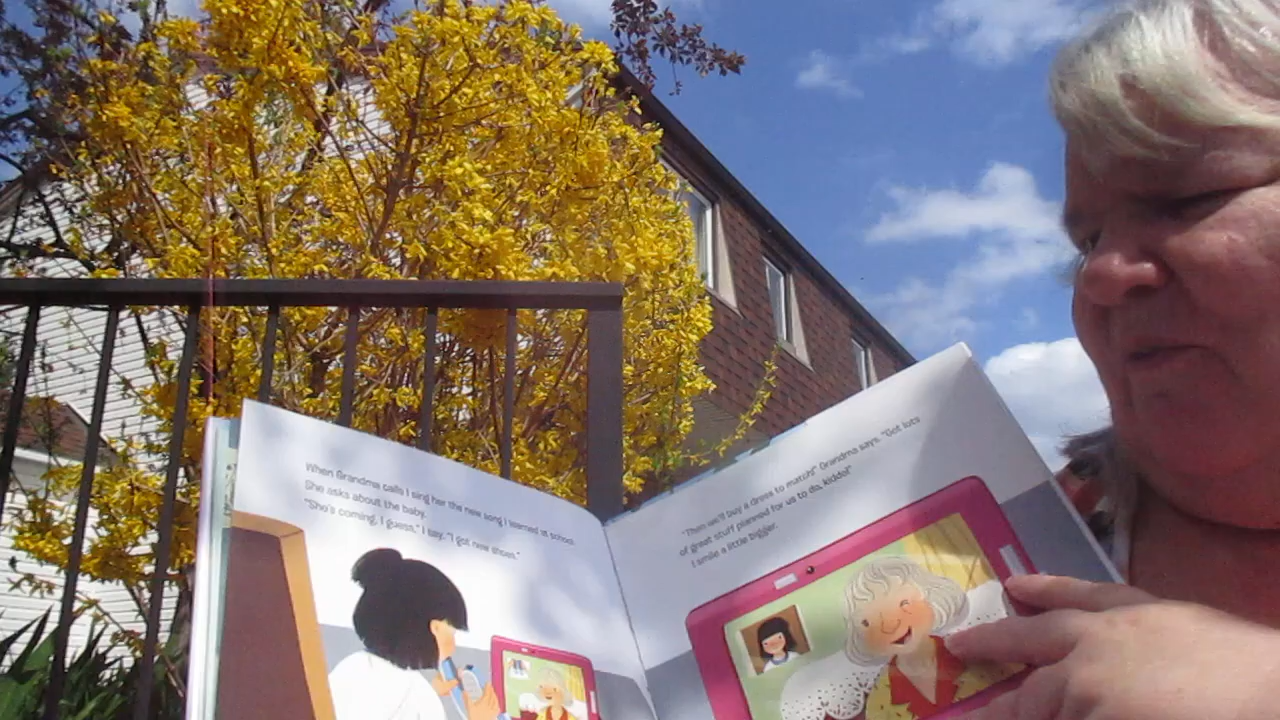 When Grandma calls I sing her the new song I learned at school.
She asks about the baby.
"She's coming, I guess," I say. "I got new shoes."
"Then we'll buy a dress to match!" Grandma says. "Got lots
of great stuff planned for us to do, kiddo!"
I smile a little bigger.